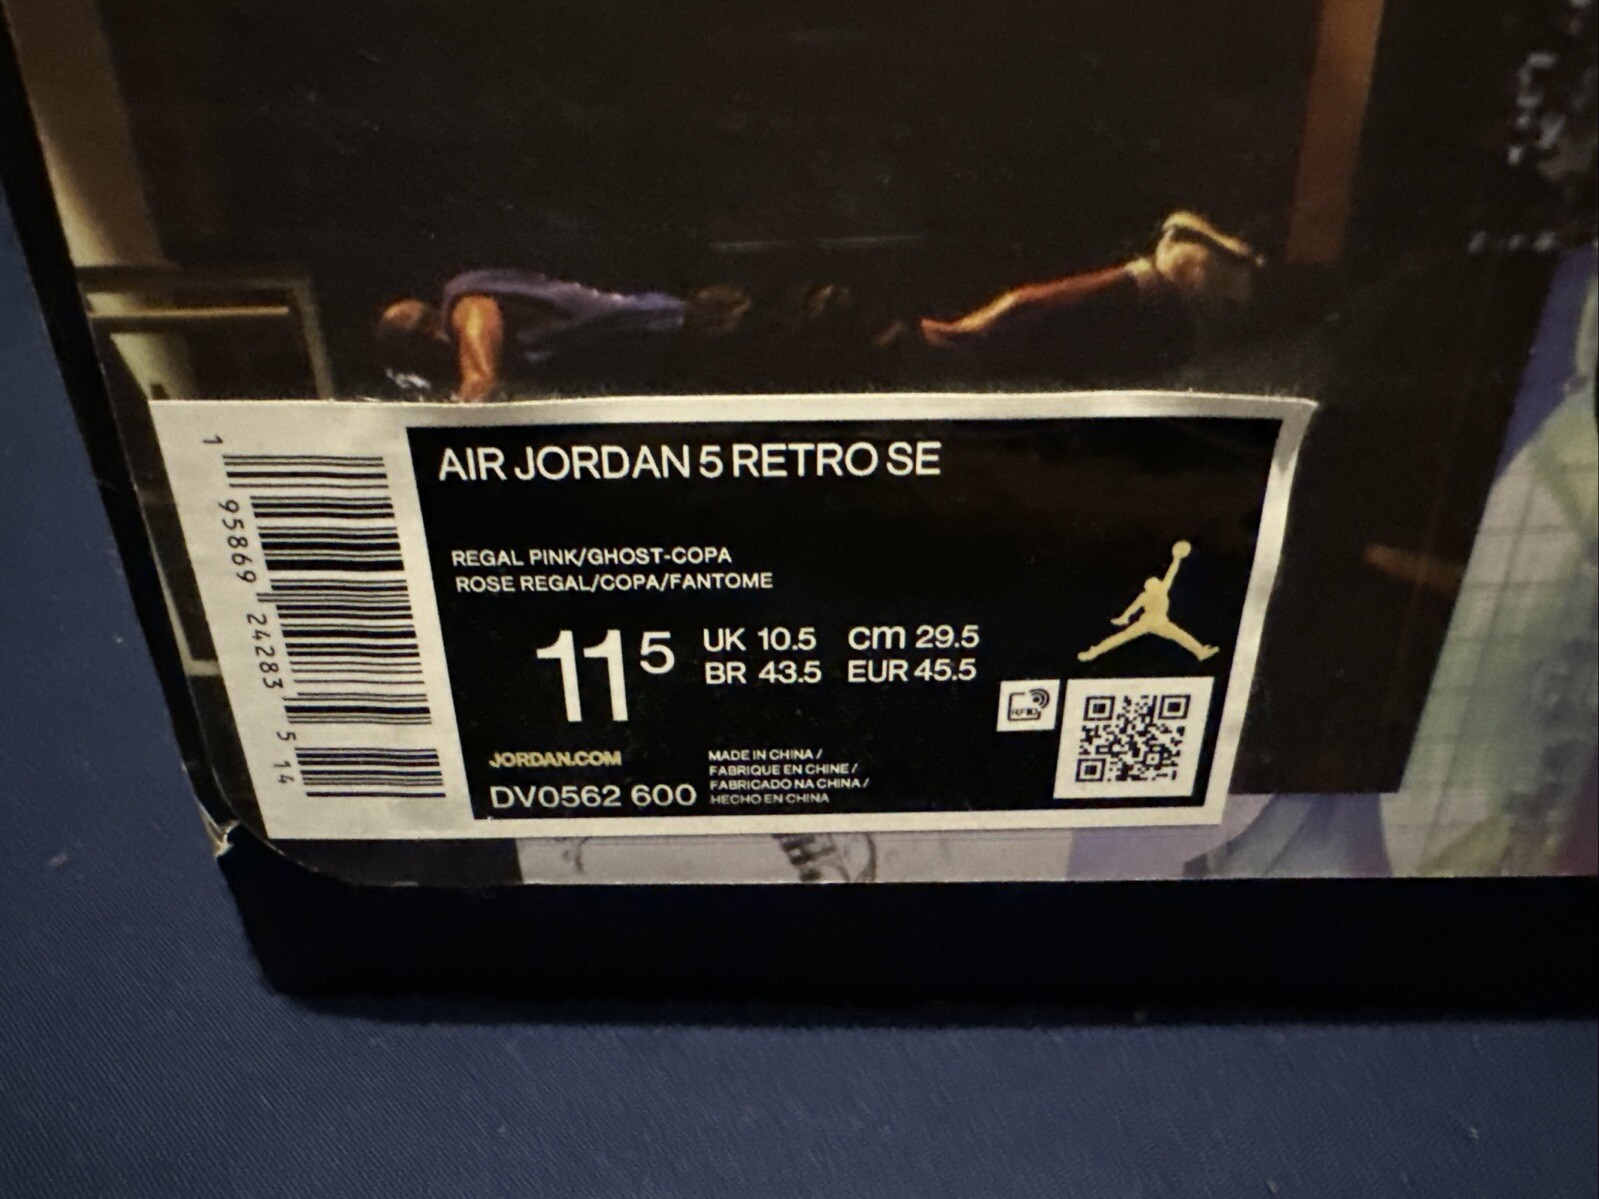 AIR JORDAN 5 RETRO SE
REGAL PINK/GHOST-COPA
ROSE REGAL/COPA/FANTOME
11 5
UK 10.5 cm 29.5
BR 43.5 EUR 45.5
RFID
JORDAN.COM
DV0562 600
MADE IN CHINA /
FABRIQUE EN CHINE /
FABRICADO NA CHINA /
HECHO EN CHINA
1 95869 24283 5 14